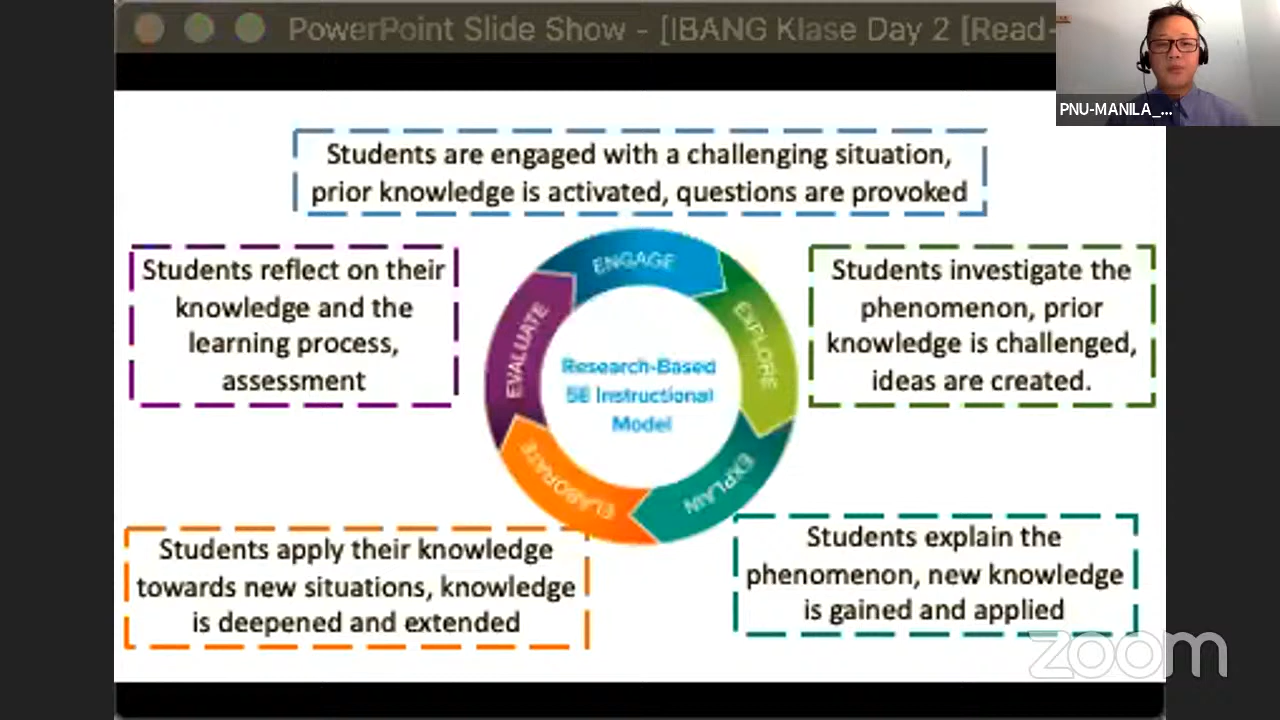 PowerPoint Slide Show - [IBANG Klase Day 2 [Read-
PNU-MANILA_...
Students are engaged with a challenging situation,
prior knowledge is activated, questions are provoked
Students reflect on their
knowledge and the
learning process,
assessment
ENGAGE
EXPLORE
EXPLAIN
ELABORATE
EVALUATE
Research-Based
5E Instructional
Model
Students investigate the
phenomenon, prior
knowledge is challenged,
ideas are created.
Students apply their knowledge
towards new situations, knowledge
is deepened and extended
Students explain the
phenomenon, new knowledge
is gained and applied
zoom